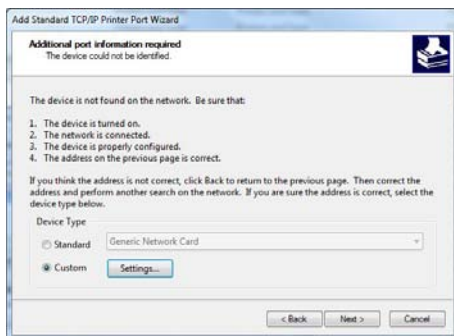 Add Standard TCP/IP Printer Port Wizard
Additional port information required
The device could not be identified.
The device is not found on the network. Be sure that:
1. The device is turned on.
2. The network is connected.
3. The device is properly configured.
4. The address on the previous page is correct.
If you think the address is not correct, click Back to return to the previous page. Then correct the
address and perform another search on the network. If you are sure the address is correct, select the
device type below.
Device Type
Standard
Generic Network Card
Custom
Settings...
< Back
Next >
Cancel